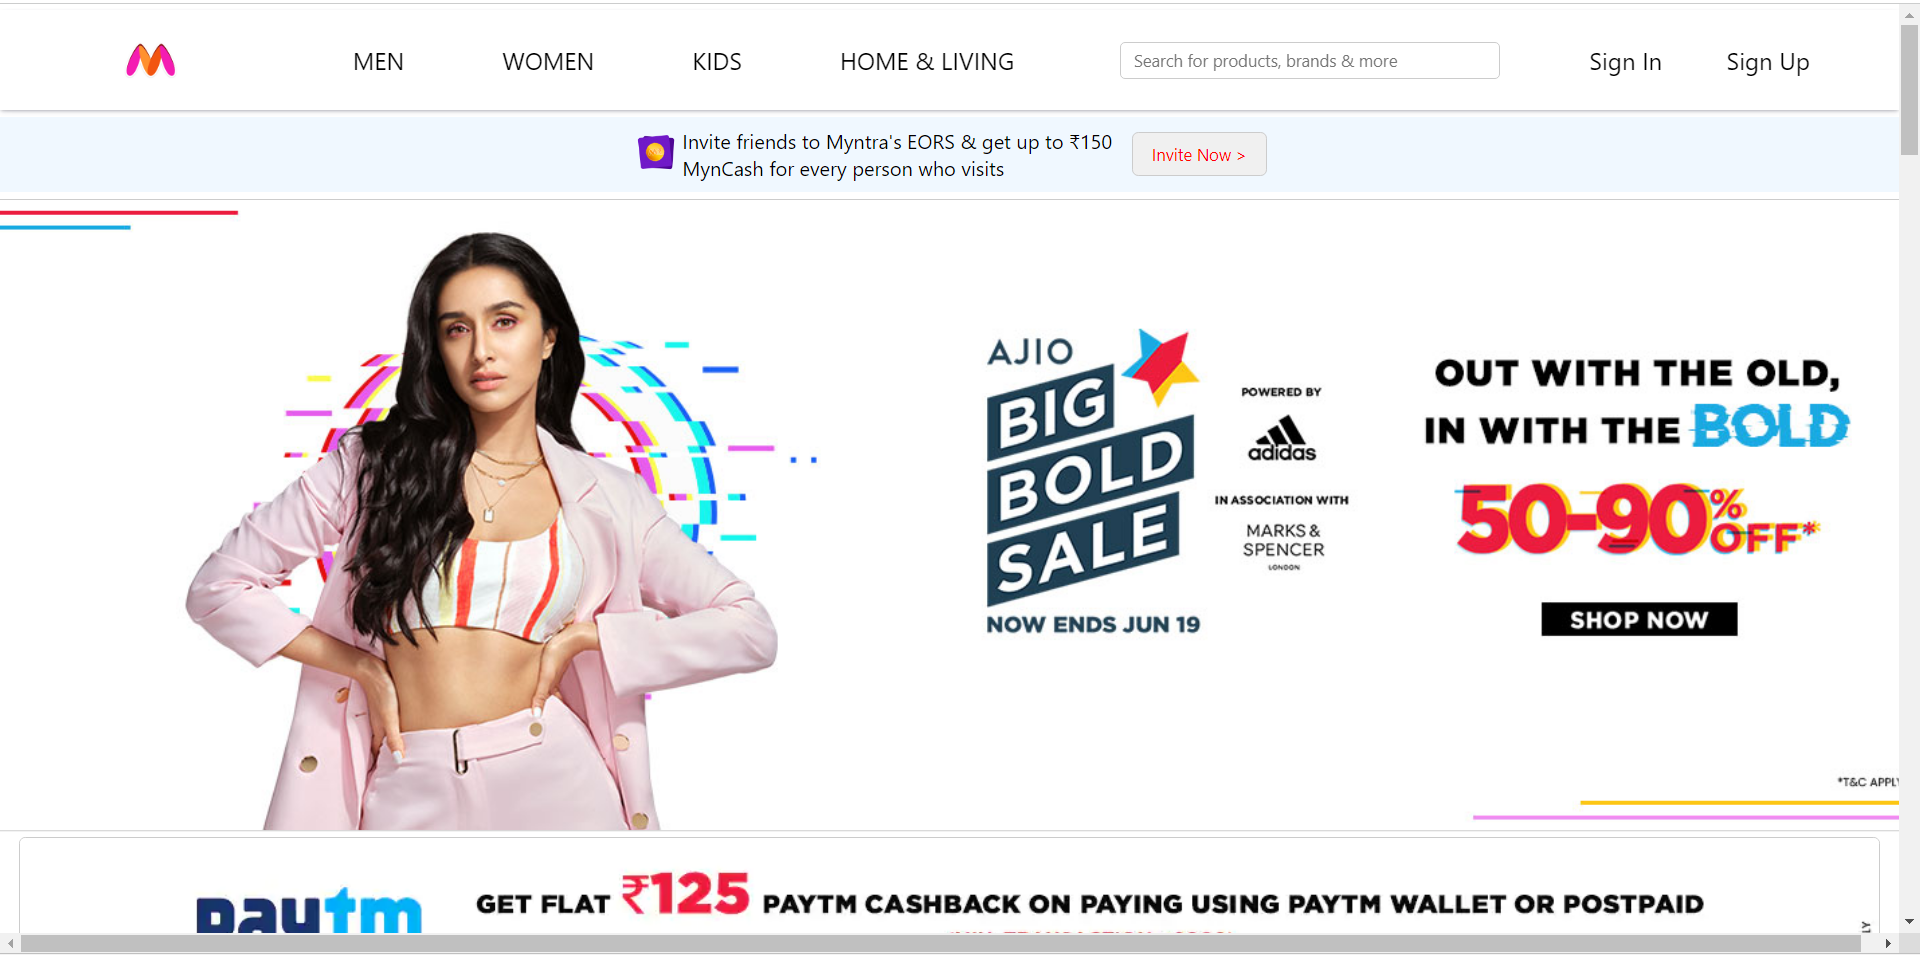 MEN WOMEN KIDS HOME & LIVING Search for products, brands & more Sign In Sign Up
Invite friends to Myntra's EORS & get up to ₹150
MynCash for every person who visits
Invite Now >
AJIO
BIG
BOLD
SALE
NOW ENDS JUN 19
POWERED BY
adidas
IN ASSOCIATION WITH
MARKS &
SPENCER
LONDON
OUT WITH THE OLD,
IN WITH THE BOLD
50-90% OFF*
SHOP NOW
*T&C APPLY
paytm
GET FLAT ₹125 PAYTM CASHBACK ON PAYING USING PAYTM WALLET OR POSTPAID